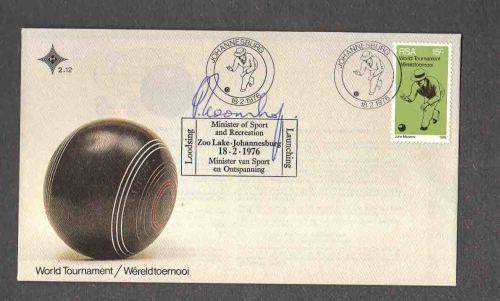 2.12
JOHANNESBURG
18·2·1976
JOHANNESBURG
18·2·1976
RSA 15c
World Tournament
Wêreldtoernooi
1976
Loodsing
Minister of Sport
and Recreation
Zoo Lake-Johannesburg
18-2-1976
Minister van Sport
en Ontspanning
Launching
World Tournament / Wêreldtoernooi